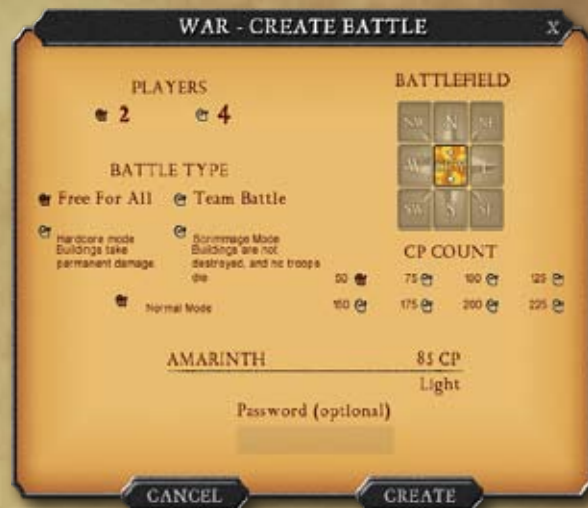 WAR - CREATE BATTLE X
PLAYERS
2 4
BATTLE TYPE
Free For All Team Battle
Hardcore mode
Buildings take
permanent damage.
Scrimmage Mode
Buildings are not
destroyed, and no troops
die.
Normal Mode
BATTLEFIELD
NW N NE
W E
SW S SE
CP COUNT
50 75 100 125
150 175 200 225
AMARINTH 85 CP
Light
Password (optional)
CANCEL CREATE